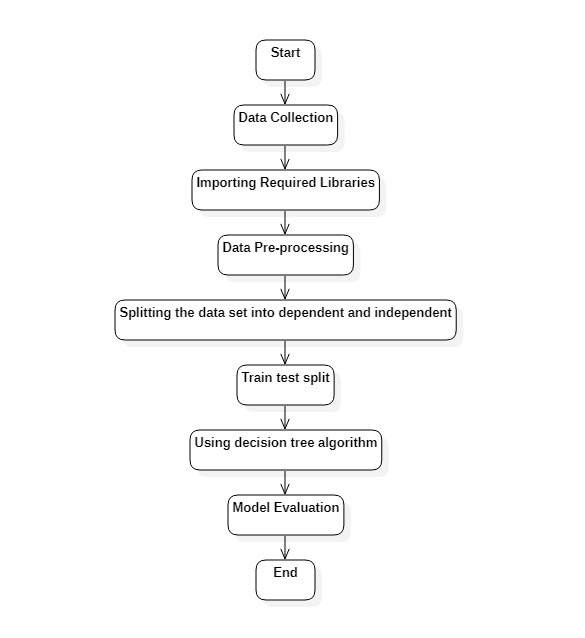 Start
Data Collection
Importing Required Libraries
Data Pre-processing
Splitting the data set into dependent and independent
Train test split
Using decision tree algorithm
Model Evaluation
End